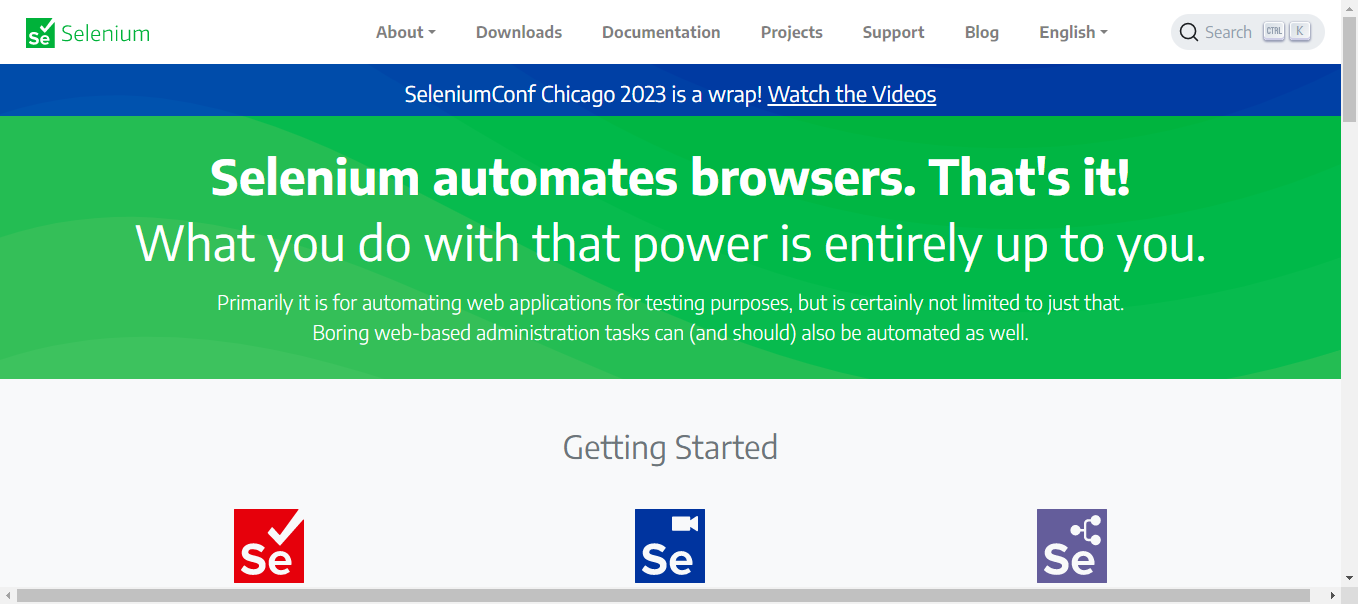 Se Selenium
About Downloads Documentation Projects Support Blog English Search CTRL K
SeleniumConf Chicago 2023 is a wrap! Watch the Videos
Selenium automates browsers. That's it!
What you do with that power is entirely up to you.
Primarily it is for automating web applications for testing purposes, but is certainly not limited to just that.
Boring web-based administration tasks can (and should) also be automated as well.
Getting Started
Se Se Se